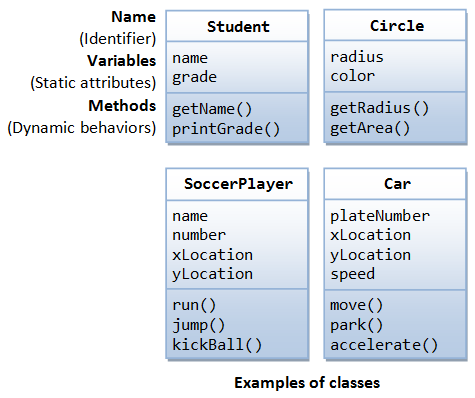 Name
(Identifier)
Variables
(Static attributes)
Methods
(Dynamic behaviors)
Student
name
grade
getName()
printGrade()
Circle
radius
color
getRadius()
getArea()
SoccerPlayer
name
number
xLocation
yLocation
run()
jump()
kickBall()
Car
plateNumber
xLocation
yLocation
speed
move()
park()
accelerate()
Examples of classes